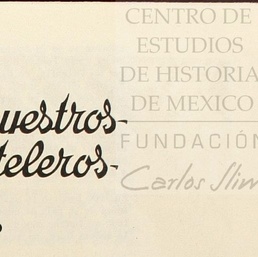 CENTRO DE
ESTUDIOS
DE HISTORIA
DE MEXICO
FUNDACIÓN
Carlos Slim
uestros-
teleros-